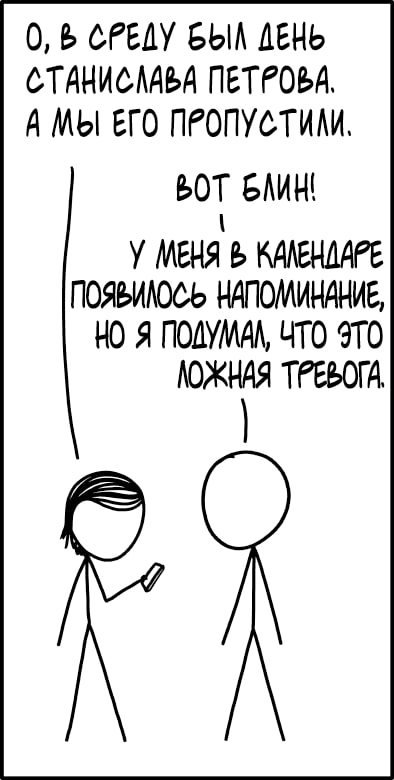 О, В СРЕДУ БЫЛ ДЕНЬ
СТАНИСЛАВА ПЕТРОВА.
А МЫ ЕГО ПРОПУСТИЛИ.
ВОТ БЛИН!
У МЕНЯ В КАЛЕНДАРЕ
ПОЯВИЛОСЬ НАПОМИНАНИЕ,
НО Я ПОДУМАЛ, ЧТО ЭТО
ЛОЖНАЯ ТРЕВОГА.